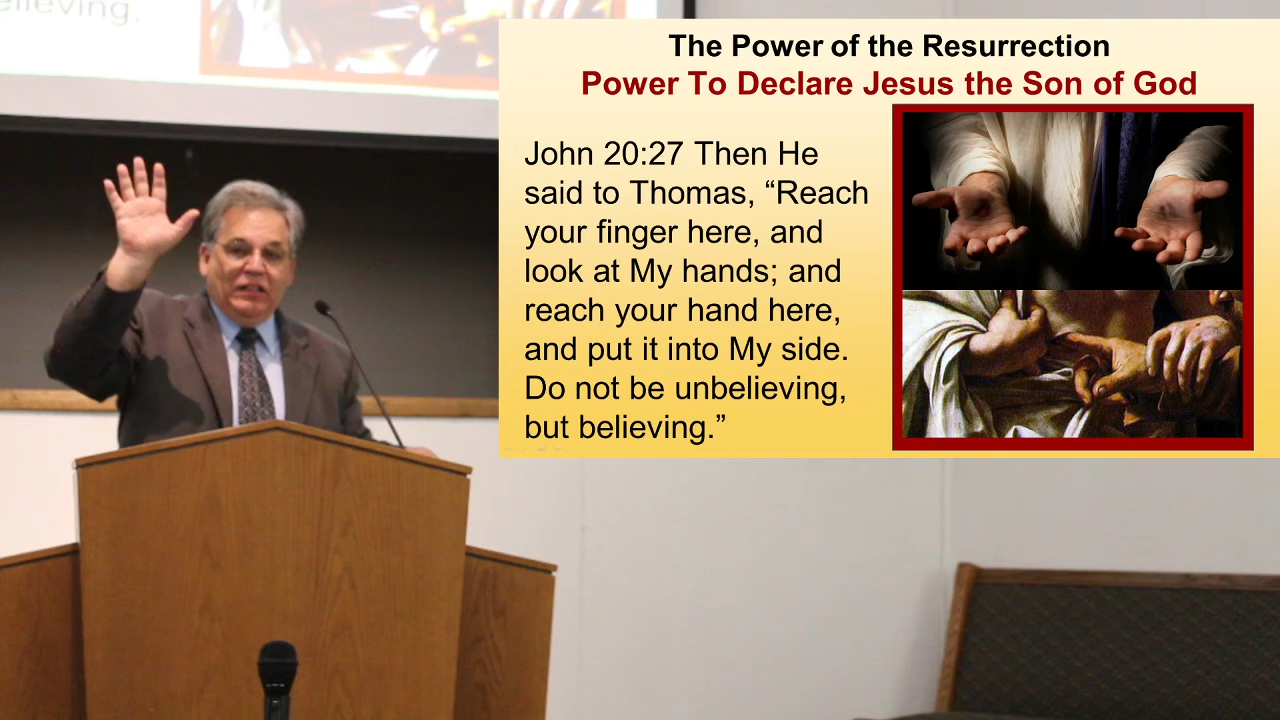 elieving,
The Power of the Resurrection
Power To Declare Jesus the Son of God
John 20:27 Then He
said to Thomas, “Reach
your finger here, and
look at My hands; and
reach your hand here,
and put it into My side.
Do not be unbelieving,
but believing.”